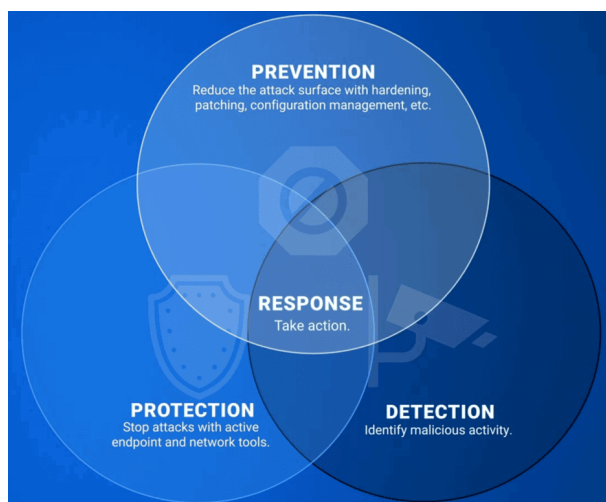 PREVENTION
Reduce the attack surface with hardening,
patching, configuration management, etc.
RESPONSE
Take action.
PROTECTION
Stop attacks with active
endpoint and network tools.
DETECTION
Identify malicious activity.